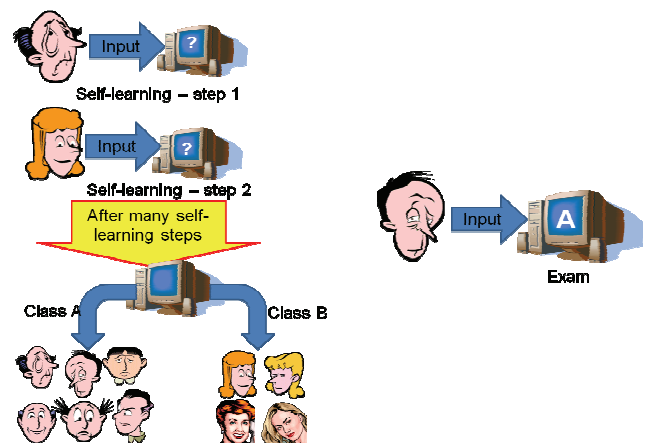 Input
?
Self-learning – step 1
Input
?
Self-learning – step 2
After many self-
learning steps
Class A
Class B
Input
A
Exam